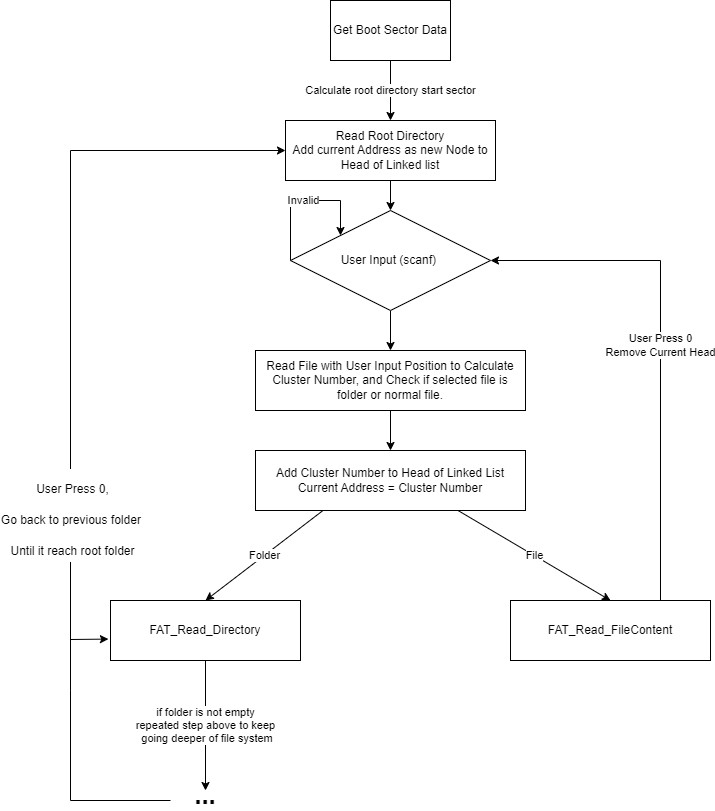 Get Boot Sector Data
Calculate root directory start sector
Read Root Directory
Add current Address as new Node to
Head of Linked list
Invalid
User Input (scanf)
User Press 0
Remove Current Head
Read File with User Input Position to Calculate
Cluster Number, and Check if selected file is
folder or normal file.
Add Cluster Number to Head of Linked List
Current Address = Cluster Number
User Press 0,
Go back to previous folder
Until it reach root folder
Folder
File
FAT_Read_Directory
FAT_Read_FileContent
if folder is not empty
repeated step above to keep
going deeper of file system
...